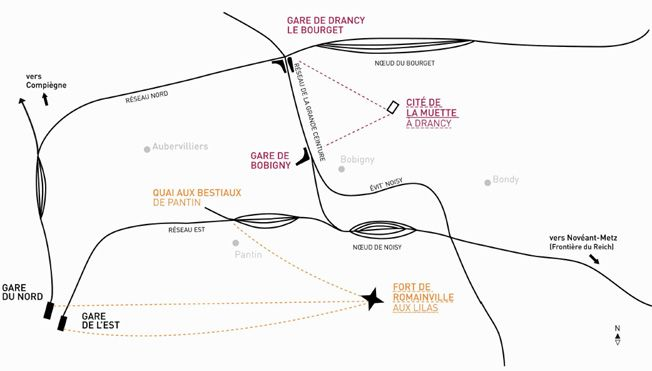 GARE DE DRANCY
LE BOURGET
NŒUD DU BOURGET
vers
Compiègne
RÉSEAU NORD
RÉSEAU DE LA GRANDE CEINTURE
CITÉ DE
LA MUETTE
À DRANCY
Aubervilliers
GARE DE
BOBIGNY
Bobigny
ÉVIT' NOISY
Bondy
QUAI AUX BESTIAUX
DE PANTIN
RÉSEAU EST
Pantin
NŒUD DE NOISY
vers Novéant-Metz
(Frontière du Reich)
GARE
DU NORD
GARE
DE L'EST
FORT DE
ROMAINVILLE
AUX LILAS
N